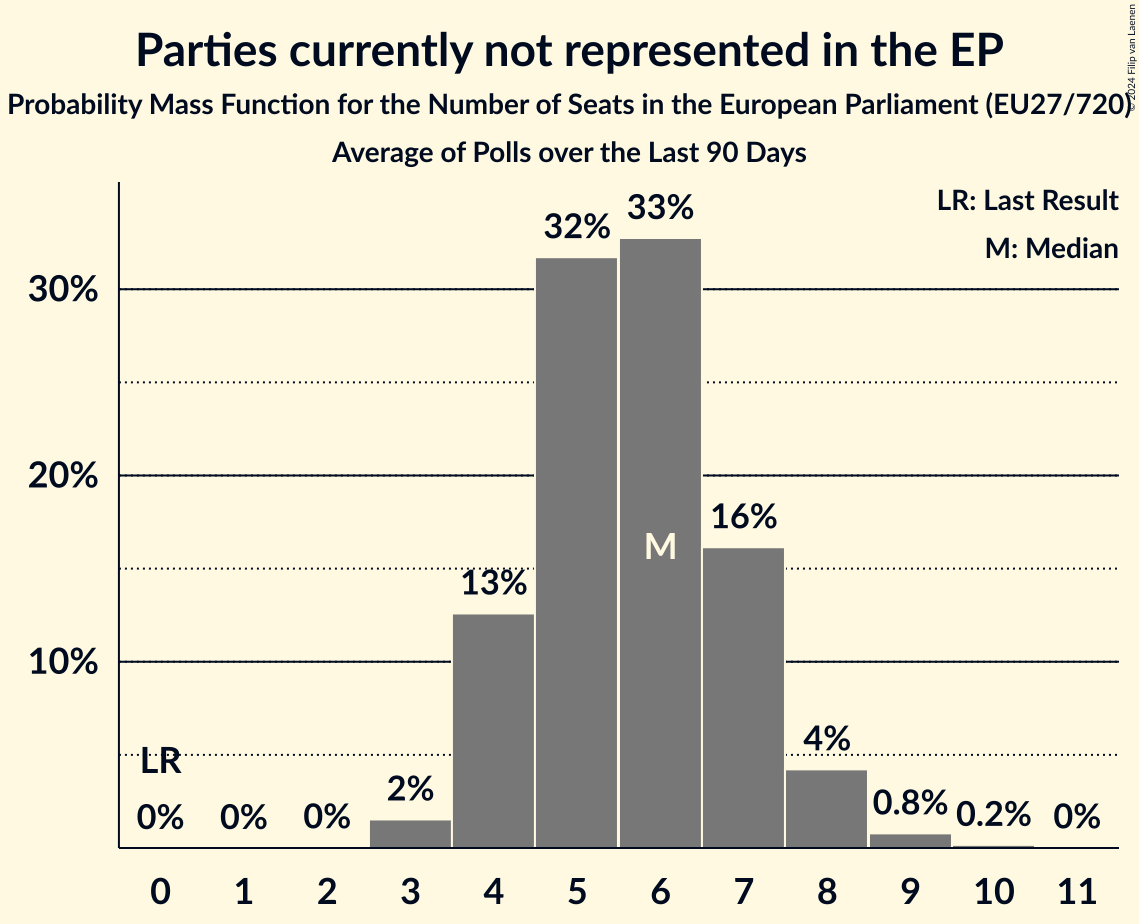 Parties currently not represented in the EP
Probability Mass Function for the Number of Seats in the European Parliament (EU27/720)
Average of Polls over the Last 90 Days
© 2024 Filip van Laenen
LR: Last Result
M: Median
33%
32%
30%
20%
16%
M
13%
10%
LR
4%
2%
0.8%
0.2%
0%
0%
0%
0%
0 1 2 3 4 5 6 7 8 9 10 11